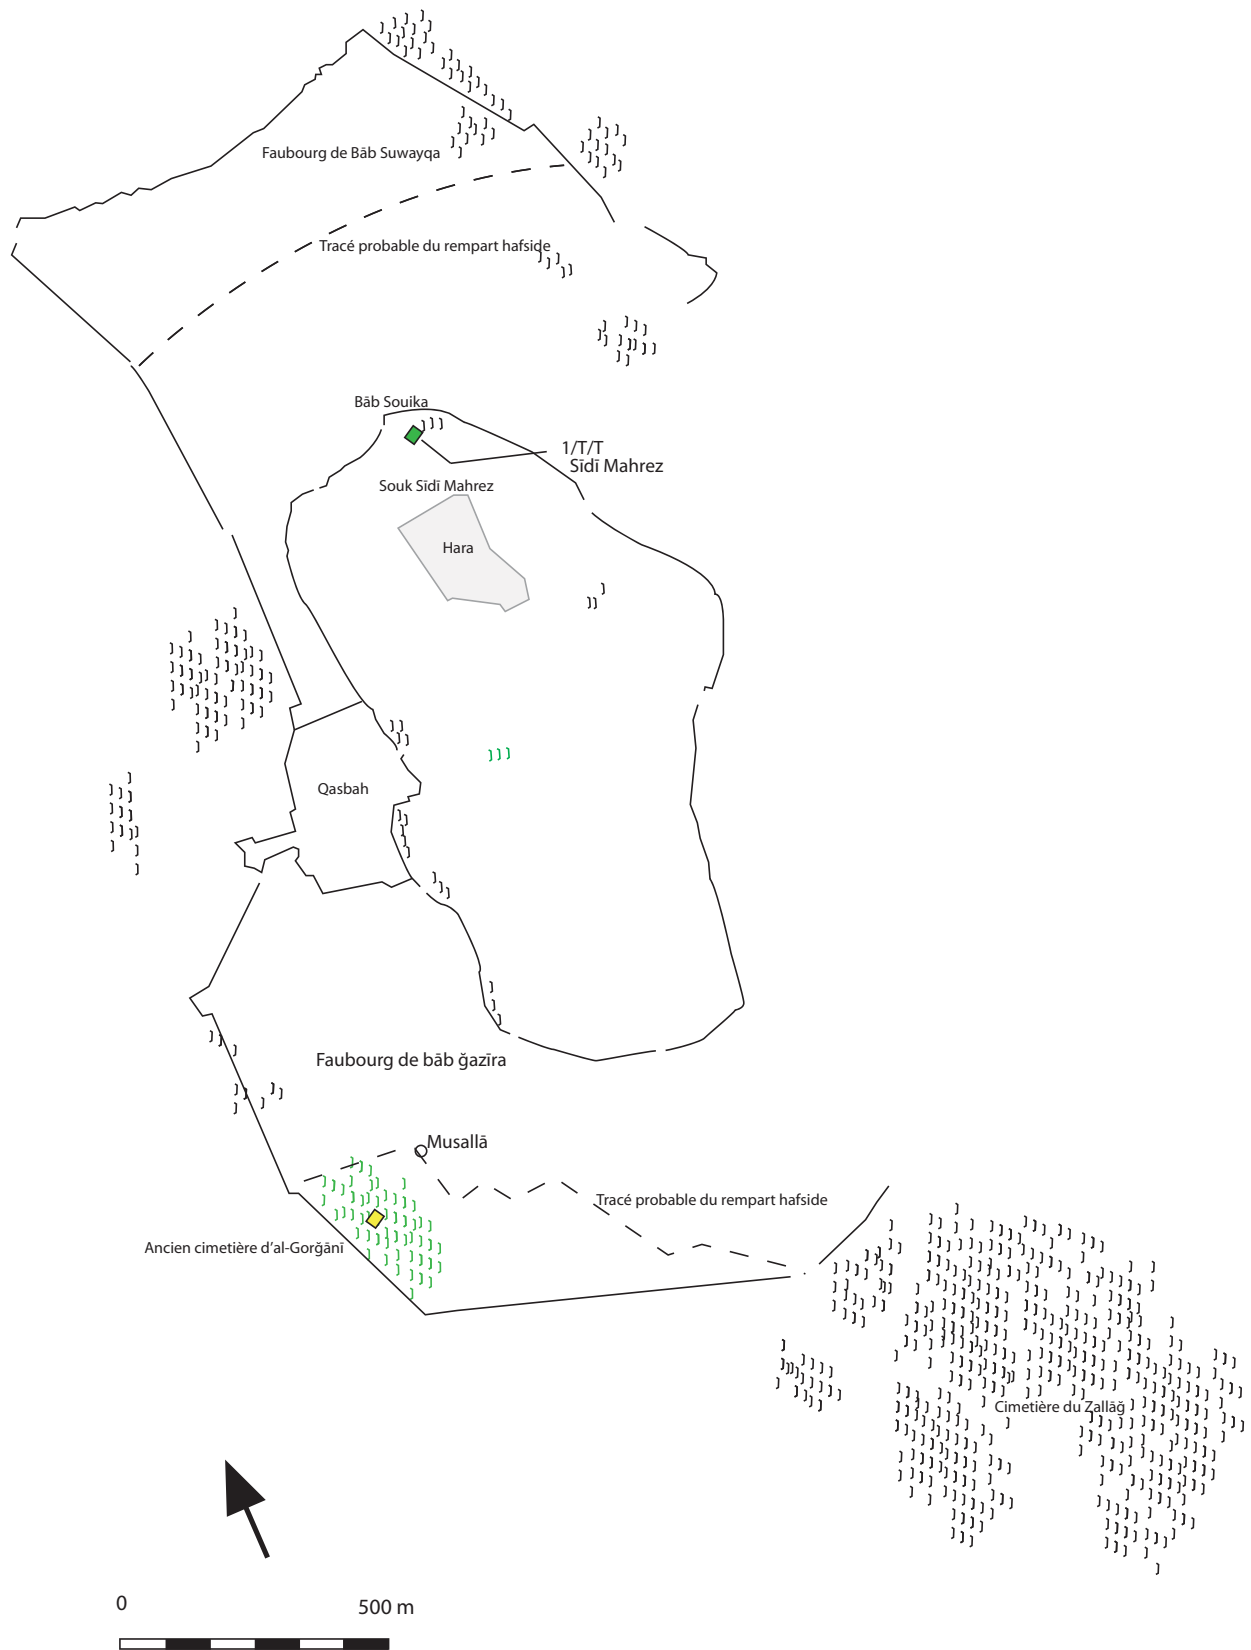 Faubourg de Bāb Suwayqa
Tracé probable du rempart hafside
Bāb Souika
1/T/T
Sīdī Mahrez
Souk Sīdī Mahrez
Hara
Qasbah
Faubourg de bāb ğazīra
Musallā
Tracé probable du rempart hafside
Ancien cimetière d'al-Gorğānī
Cimetière du Zallāğ
0 500 m